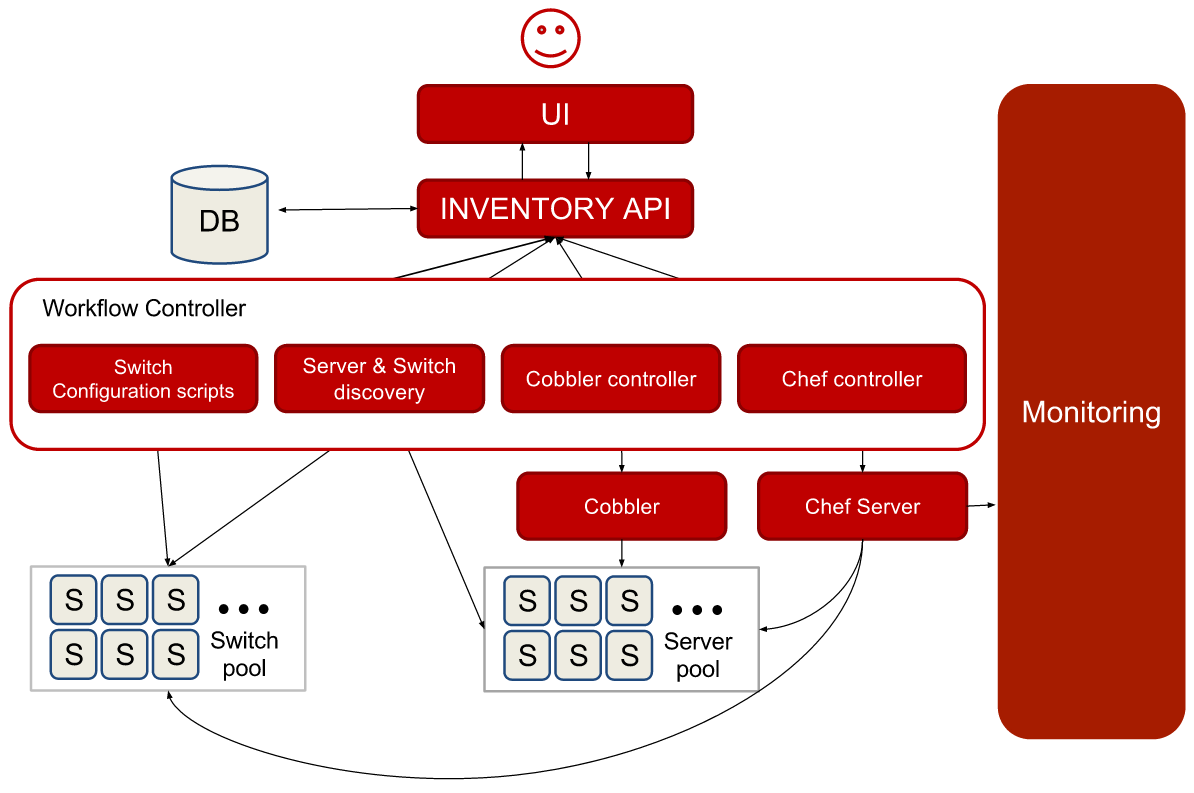 UI
INVENTORY API
DB
Workflow Controller
Switch
Configuration scripts
Server & Switch
discovery
Cobbler controller
Chef controller
Monitoring
Cobbler
Chef Server
S S S
S S S
Switch
pool
S S S
S S S
Server
pool